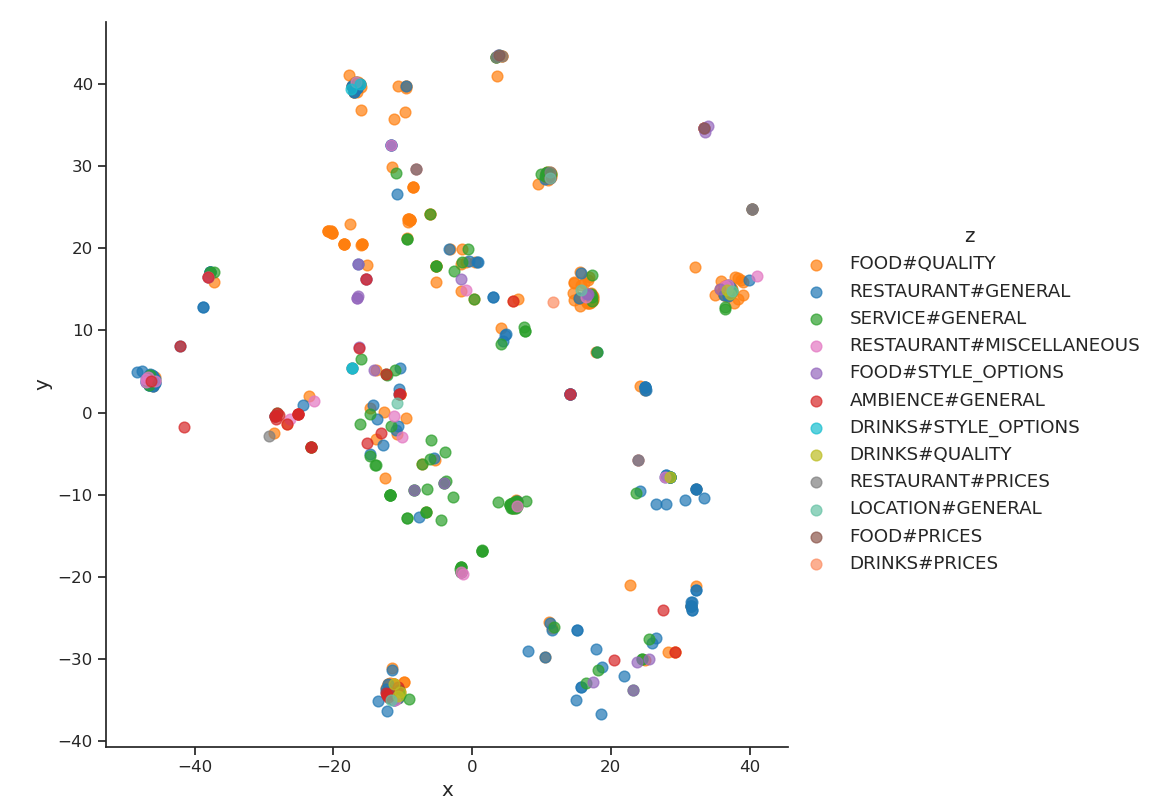 40
30
20
10
0
−10
−20
−30
−40
y
−40
−20
0
20
40
x
z
FOOD#QUALITY
RESTAURANT#GENERAL
SERVICE#GENERAL
RESTAURANT#MISCELLANEOUS
FOOD#STYLE_OPTIONS
AMBIENCE#GENERAL
DRINKS#STYLE_OPTIONS
DRINKS#QUALITY
RESTAURANT#PRICES
LOCATION#GENERAL
FOOD#PRICES
DRINKS#PRICES